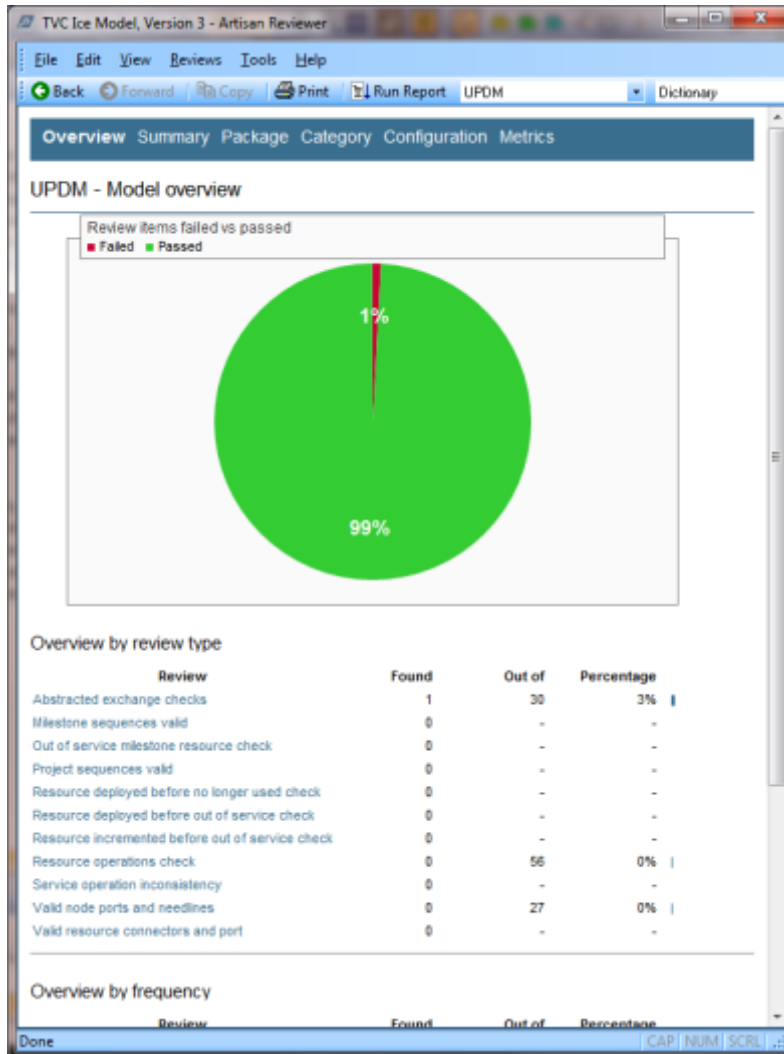 TVC Ice Model, Version 3 - Artisan Reviewer
File Edit View Reviews Tools Help
Back Forward Copy Print Run Report UPDM Dictionary
Overview Summary Package Category Configuration Metrics
UPDM - Model overview
Review items failed vs passed
Failed Passed
1%
99%
Overview by review type
Review Found Out of Percentage
Abstracted exchange checks 1 30 3%
Milestone sequences valid 0 - -
Out of service milestone resource check 0 - -
Project sequences valid 0 - -
Resource deployed before no longer used check 0 - -
Resource deployed before out of service check 0 - -
Resource incremented before out of service check 0 - -
Resource operations check 0 56 0%
Service operation inconsistency 0 - -
Valid node ports and needlines 0 27 0%
Valid resource connectors and port 0 - -
Overview by frequency
Review Found Out of Percentage
Done CAP NUM SCRL